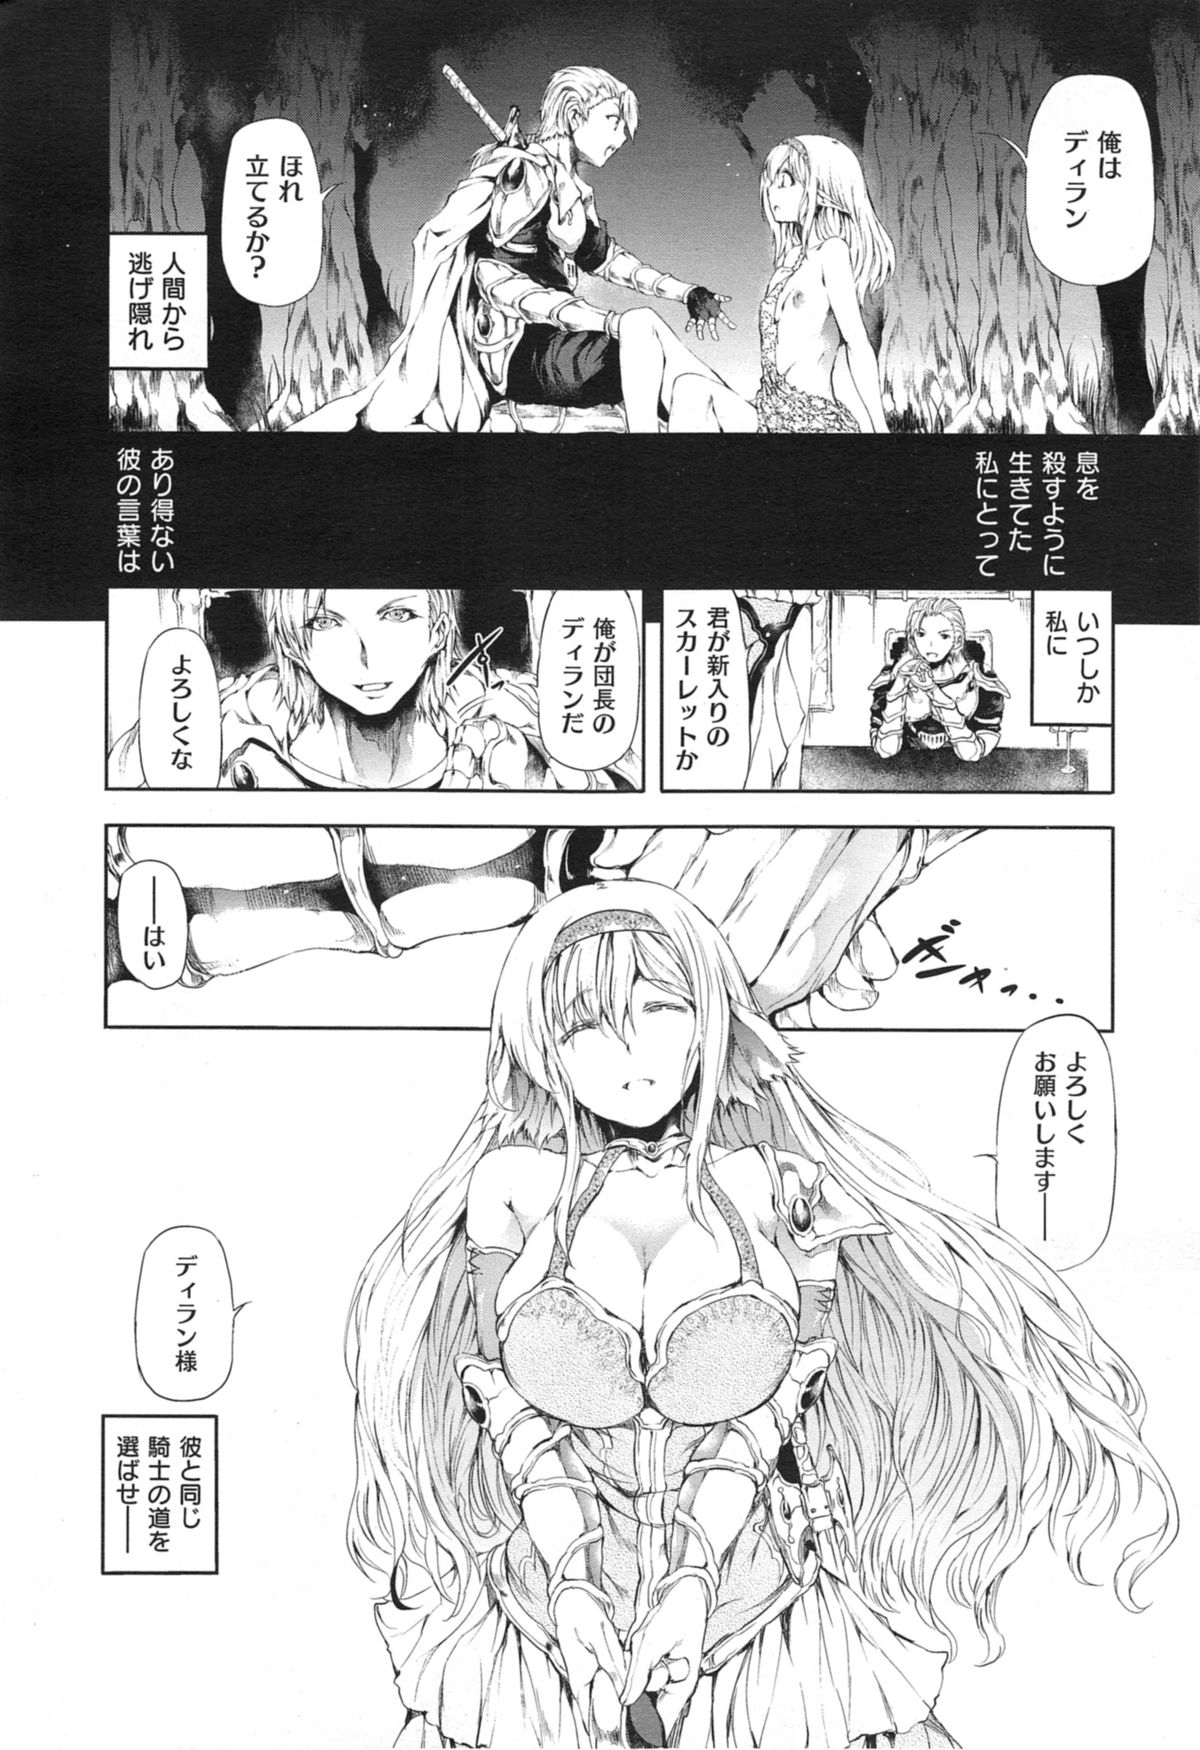 俺は
ディラン
ほれ
立てるか?
人間から
逃げ隠れ
息を
殺すように
生きてた
私にとって
あり得ない
彼の言葉は
いつしか
私に
君が新入りの
スカーレットか
俺が団長の
ディランだ
よろしくな
ギシッ・・
――はい
よろしく
お願いします――
ディラン様
彼と同じ
騎士の道を
選ばせ――